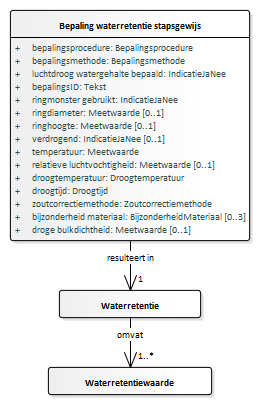 Bepaling waterretentie stapsgewijs
+ bepalingsprocedure: Bepalingsprocedure
+ bepalingsmethode: Bepalingsmethode
+ luchtdroog watergehalte bepaald: IndicatieJaNee
+ bepalingsID: Tekst
+ ringmonster gebruikt: IndicatieJaNee
+ ringdiameter: Meetwaarde [0..1]
+ ringhoogte: Meetwaarde [0..1]
+ verdrogend: IndicatieJaNee [0..1]
+ temperatuur: Meetwaarde
+ relatieve luchtvochtigheid: Meetwaarde [0..1]
+ droogtemperatuur: Droogtemperatuur
+ droogtijd: Droogtijd
+ zoutcorrectiemethode: Zoutcorrectiemethode
+ bijzonderheid materiaal: BijzonderheidMateriaal [0..3]
+ droge bulkdichtheid: Meetwaarde [0..1]
resulteert in
1
Waterretentie
omvat
1..*
Waterretentiewaarde